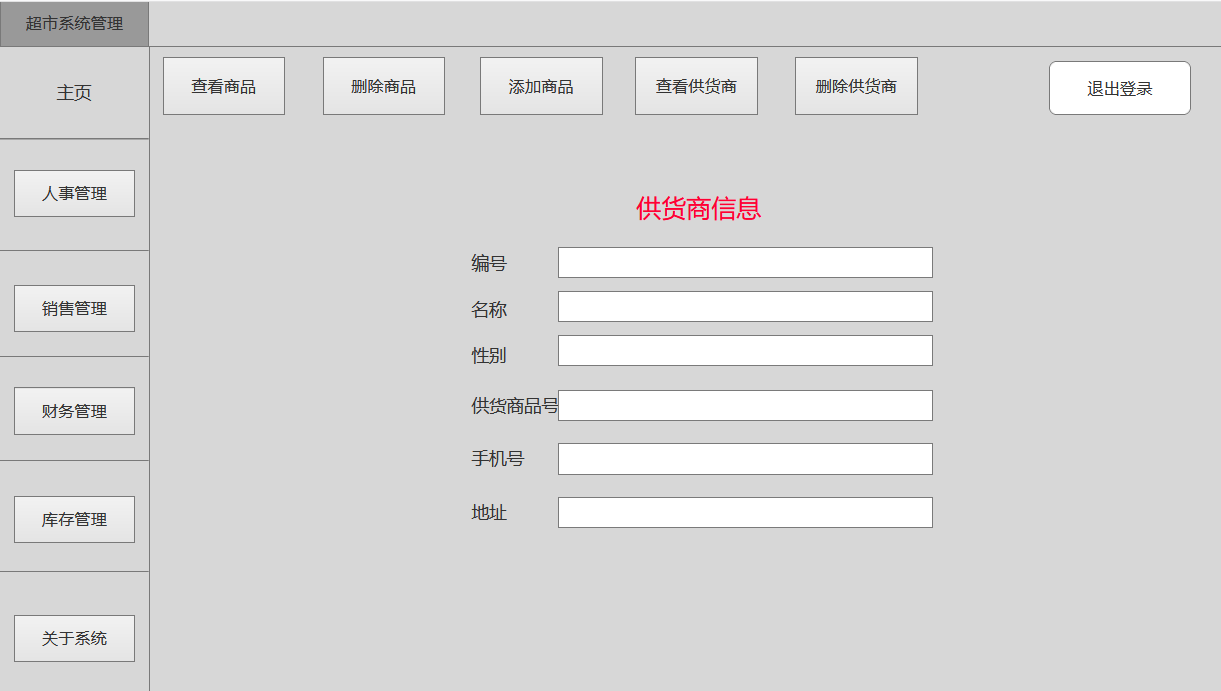 超市系统管理
主页
查看商品
删除商品
添加商品
查看供货商
删除供货商
退出登录
人事管理
销售管理
财务管理
库存管理
关于系统
供货商信息
编号
名称
性别
供货商品号
手机号
地址